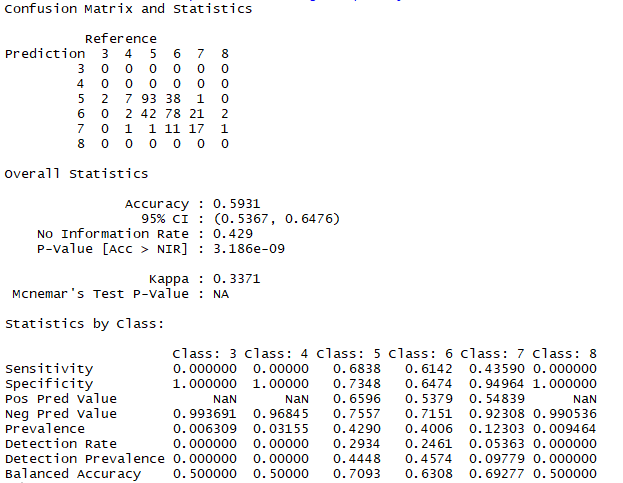 Confusion Matrix and Statistics
Reference
Prediction 3 4 5 6 7 8
3 0 0 0 0 0 0
4 0 0 0 0 0 0
5 2 7 93 38 1 0
6 0 2 42 78 21 2
7 0 1 1 11 17 1
8 0 0 0 0 0 0
Overall Statistics
Accuracy : 0.5931
95% CI : (0.5367, 0.6476)
No Information Rate : 0.429
P-Value [Acc > NIR] : 3.186e-09
Kappa : 0.3371
Mcnemar's Test P-Value : NA
Statistics by Class:
Class: 3 Class: 4 Class: 5 Class: 6 Class: 7 Class: 8
Sensitivity 0.000000 0.00000 0.6838 0.6142 0.43590 0.000000
Specificity 1.000000 1.00000 0.7348 0.6474 0.94964 1.000000
Pos Pred Value NaN NaN 0.6596 0.5379 0.54839 NaN
Neg Pred Value 0.993691 0.96845 0.7557 0.7151 0.92308 0.990536
Prevalence 0.006309 0.03155 0.4290 0.4006 0.12303 0.009464
Detection Rate 0.000000 0.00000 0.2934 0.2461 0.05363 0.000000
Detection Prevalence 0.000000 0.00000 0.4448 0.4574 0.09779 0.000000
Balanced Accuracy 0.500000 0.50000 0.7093 0.6308 0.69277 0.500000